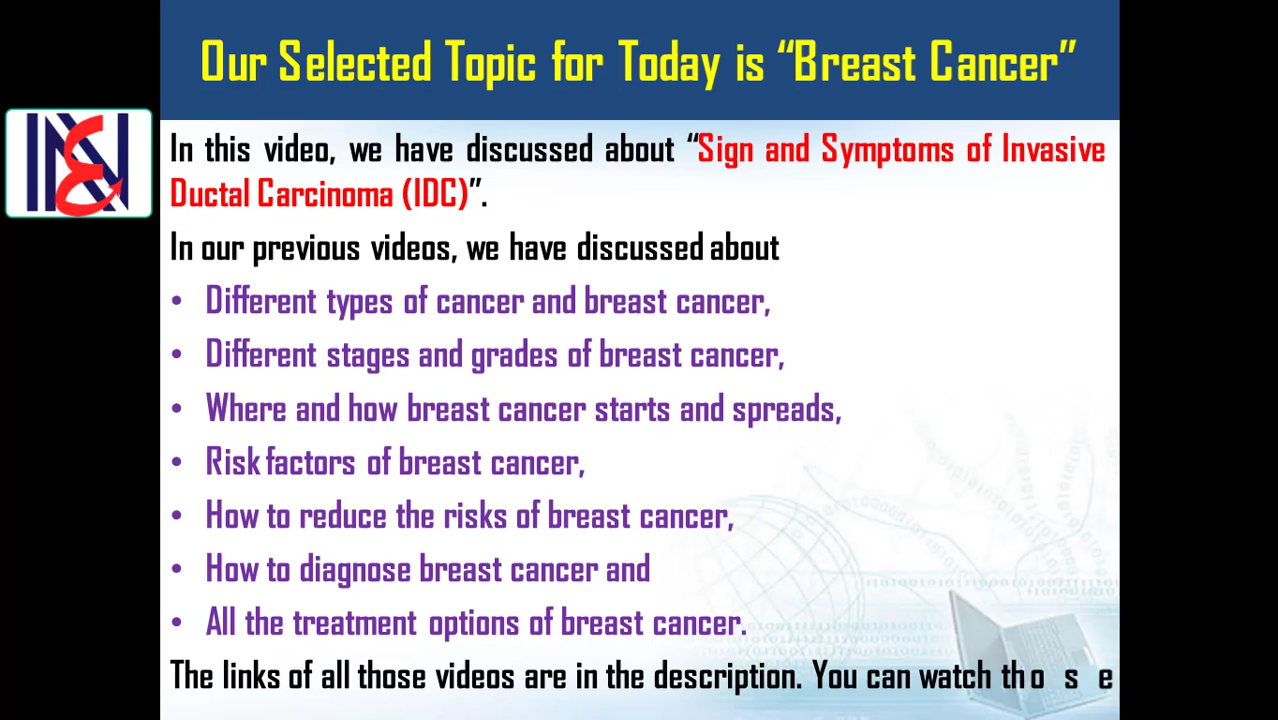 Our Selected Topic for Today is “Breast Cancer”
In this video, we have discussed about “Sign and Symptoms of Invasive
Ductal Carcinoma (IDC)”.
In our previous videos, we have discussed about
• Different types of cancer and breast cancer,
• Different stages and grades of breast cancer,
• Where and how breast cancer starts and spreads,
• Risk factors of breast cancer,
• How to reduce the risks of breast cancer,
• How to diagnose breast cancer and
• All the treatment options of breast cancer.
The links of all those videos are in the description. You can watch those